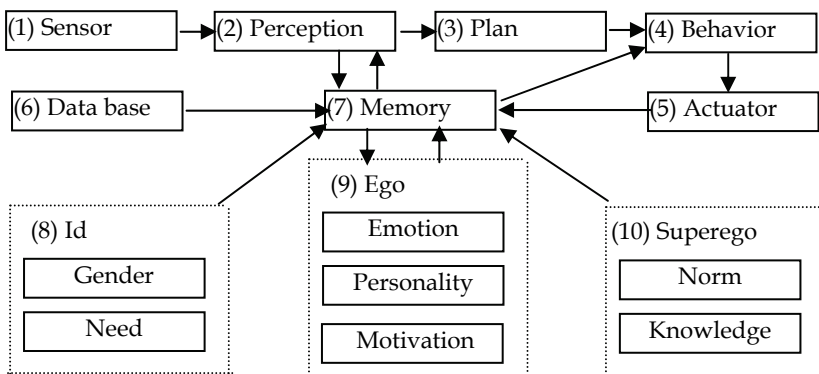 (1) Sensor
(2) Perception
(3) Plan
(4) Behavior
(6) Data base
(7) Memory
(5) Actuator
(8) Id
Gender
Need
(9) Ego
Emotion
Personality
Motivation
(10) Superego
Norm
Knowledge